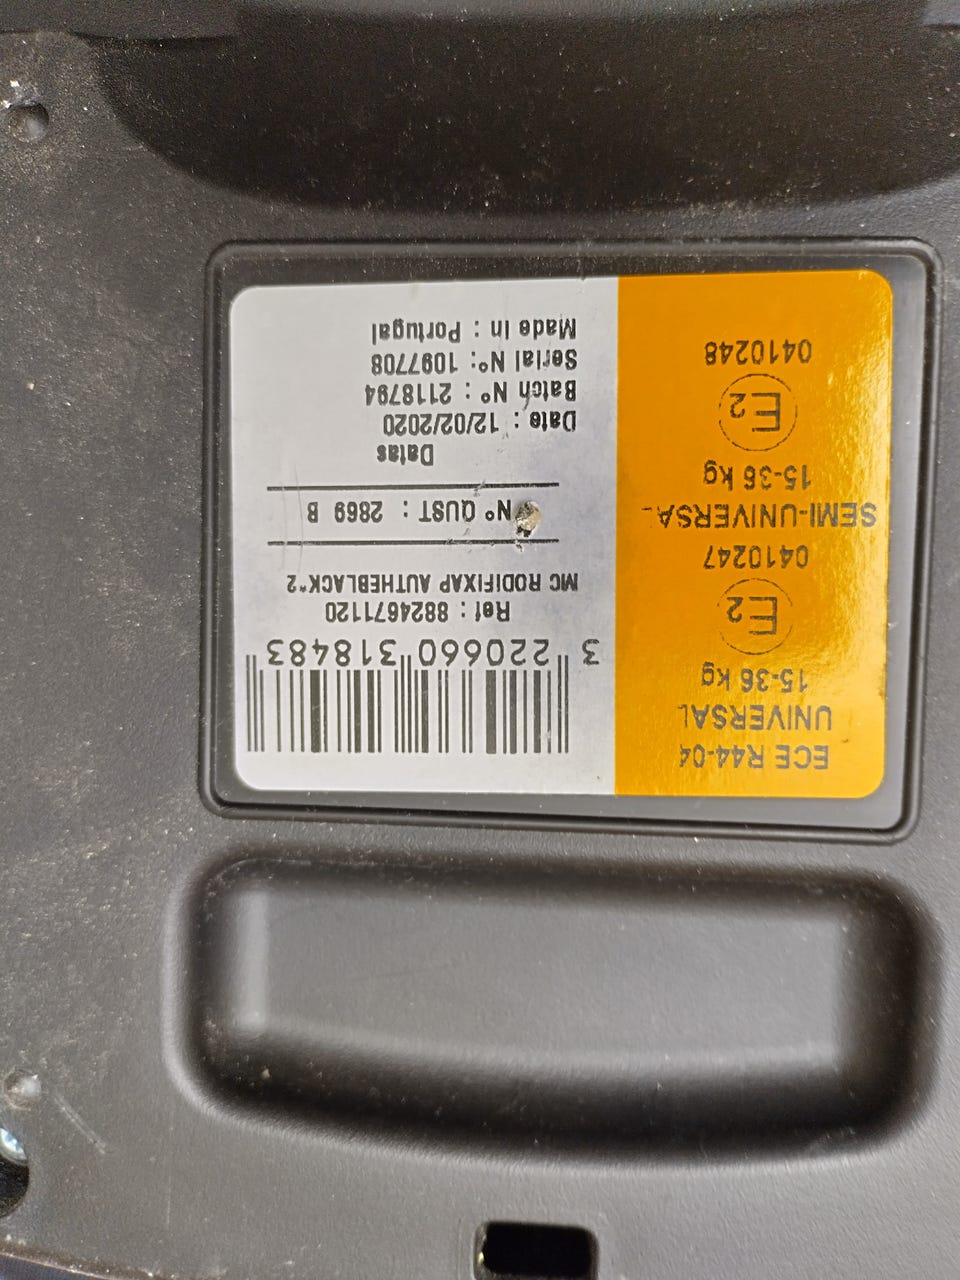 ECE R44-04
UNIVERSAL
15-36 kg
E2
0410247
SEMI-UNIVERSAL
15-36 kg
E2
0410248
3 220660 318483
Ref : 8824671120
MC RODIFIXAP AUTHEBLACK*2
N° QUST : 2869 B
Datas
Date : 12/02/2020
Batch N° : 2118794
Serial N°: 1097708
Made in : Portugal